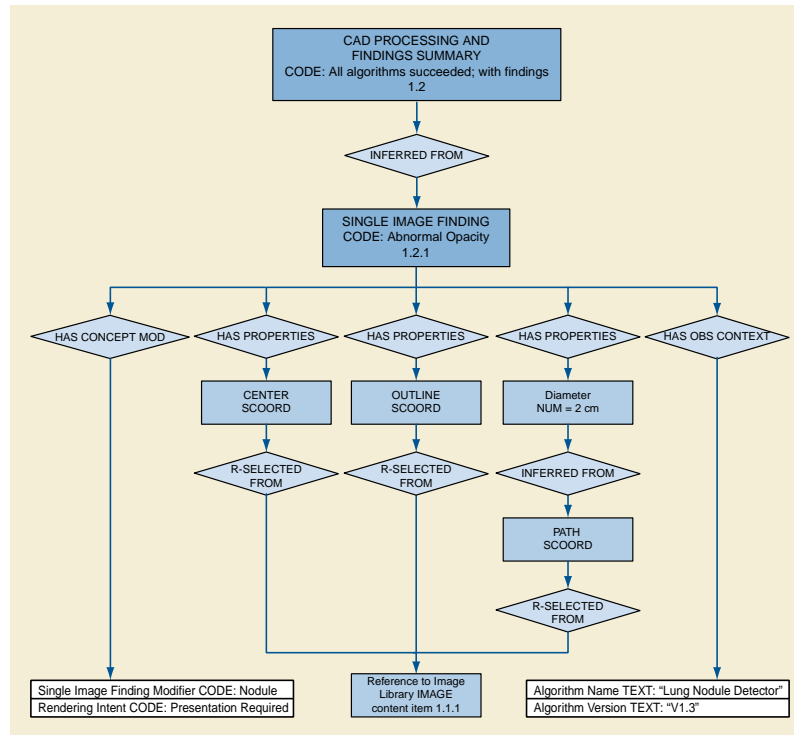 CAD PROCESSING AND
FINDINGS SUMMARY
CODE: All algorithms succeeded; with findings
1.2
INFERRED FROM
SINGLE IMAGE FINDING
CODE: Abnormal Opacity
1.2.1
HAS CONCEPT MOD
HAS PROPERTIES
HAS PROPERTIES
HAS PROPERTIES
HAS OBS CONTEXT
CENTER
SCOORD
OUTLINE
SCOORD
Diameter
NUM = 2 cm
R-SELECTED
FROM
R-SELECTED
FROM
INFERRED FROM
PATH
SCOORD
R-SELECTED
FROM
Single Image Finding Modifier CODE: Nodule
Rendering Intent CODE: Presentation Required
Reference to Image
Library IMAGE
content item 1.1.1
Algorithm Name TEXT: “Lung Nodule Detector”
Algorithm Version TEXT: “V1.3”